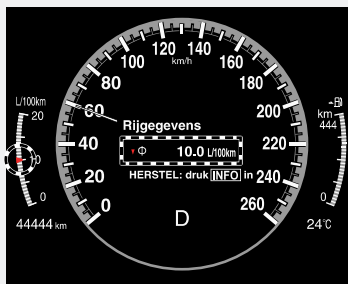 120 140
100 km/h 160
80 180
L/100km
20
60 200
km
444
Rijgegevens
40 Φ 10.0 L/100km 220
HERSTEL: druk INFO in
20 240
0 260
0 0
44444 km D 24°C